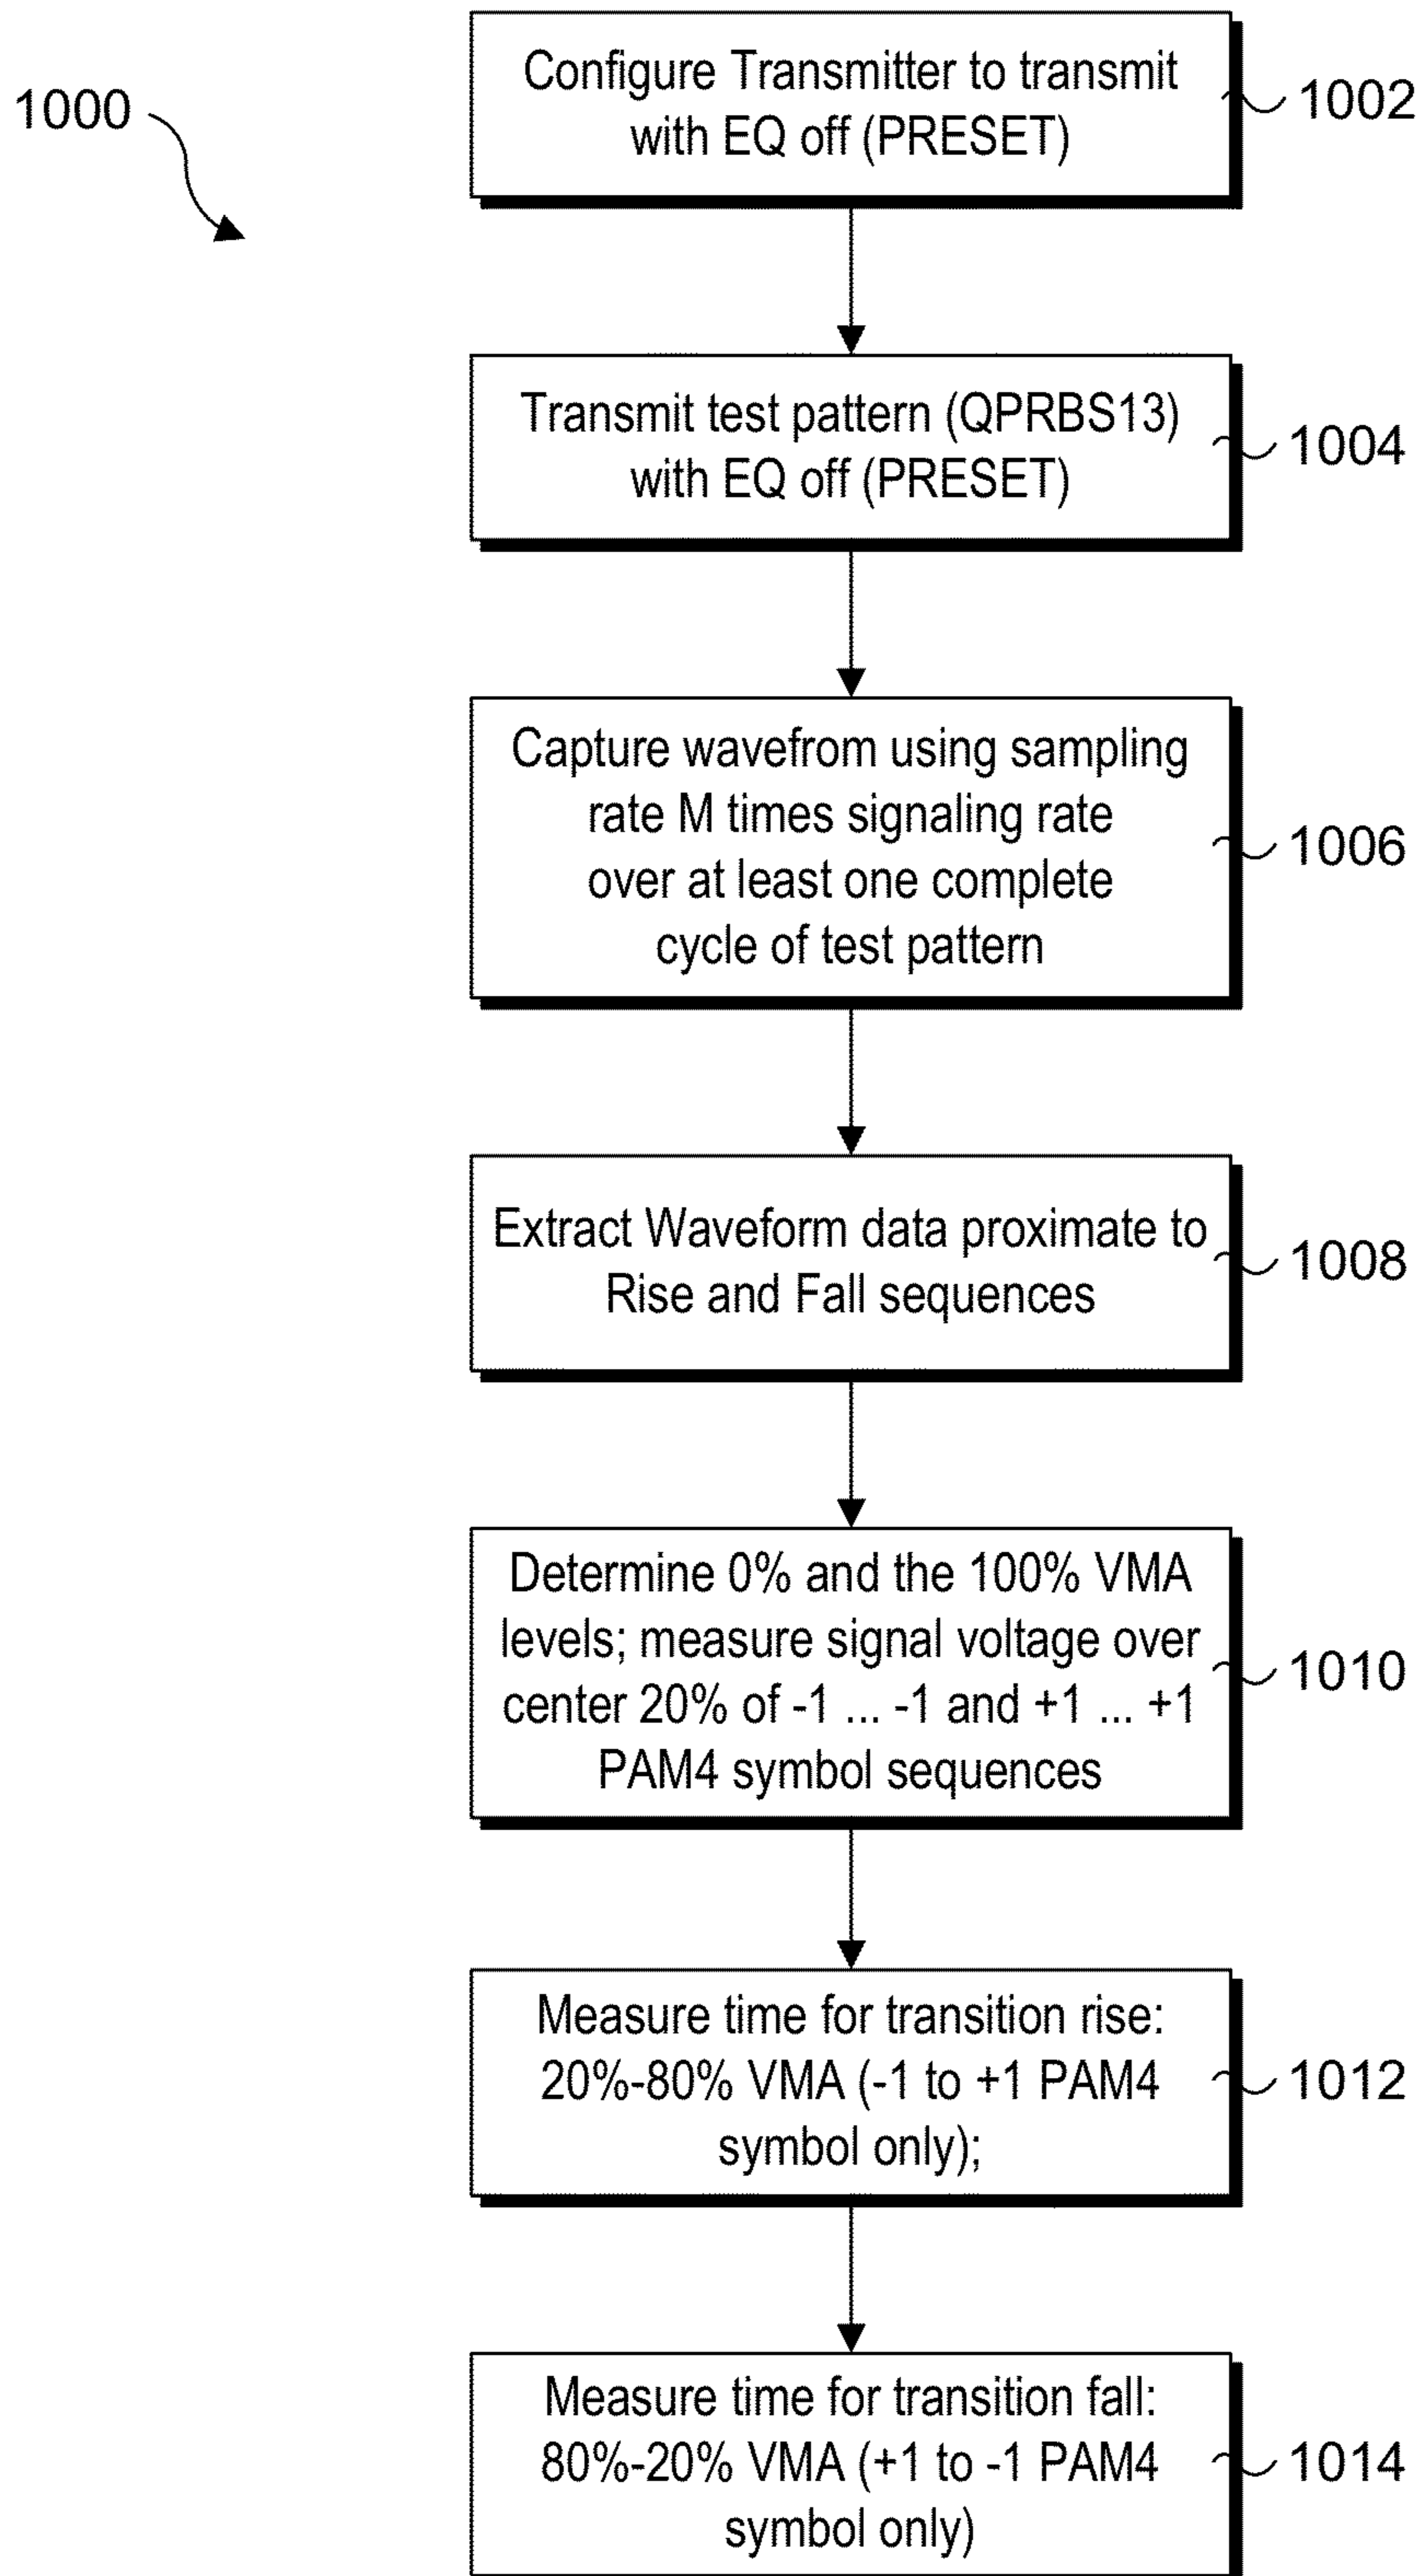 1000
Configure Transmitter to transmit
with EQ off (PRESET)
1002
Transmit test pattern (QPRBS13)
with EQ off (PRESET)
1004
Capture wavefrom using sampling
rate M times signaling rate
over at least one complete
cycle of test pattern
1006
Extract Waveform data proximate to
Rise and Fall sequences
1008
Determine 0% and the 100% VMA
levels; measure signal voltage over
center 20% of -1 ... -1 and +1 ... +1
PAM4 symbol sequences
1010
Measure time for transition rise:
20%-80% VMA (-1 to +1 PAM4
symbol only);
1012
Measure time for transition fall:
80%-20% VMA (+1 to -1 PAM4
symbol only)
1014